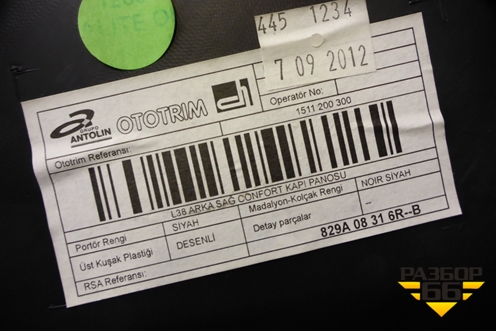 445 1234
7 09 2012
GRUPO
ANTOLIN
OTOTRIM
Operatör No:
Ototrim Referansı:
1511 200 300
L38 ARKA SAĞ CONFORT KAPI PANOSU
Portör Rengi SIYAH Madalyon-Kolçak Rengi NOIR SİYAH
Üst Kuşak Plastiği DESENLİ Detay parçalar --
RSA Referansı: 829A 08 31 6R--B
РАЗБОР
66